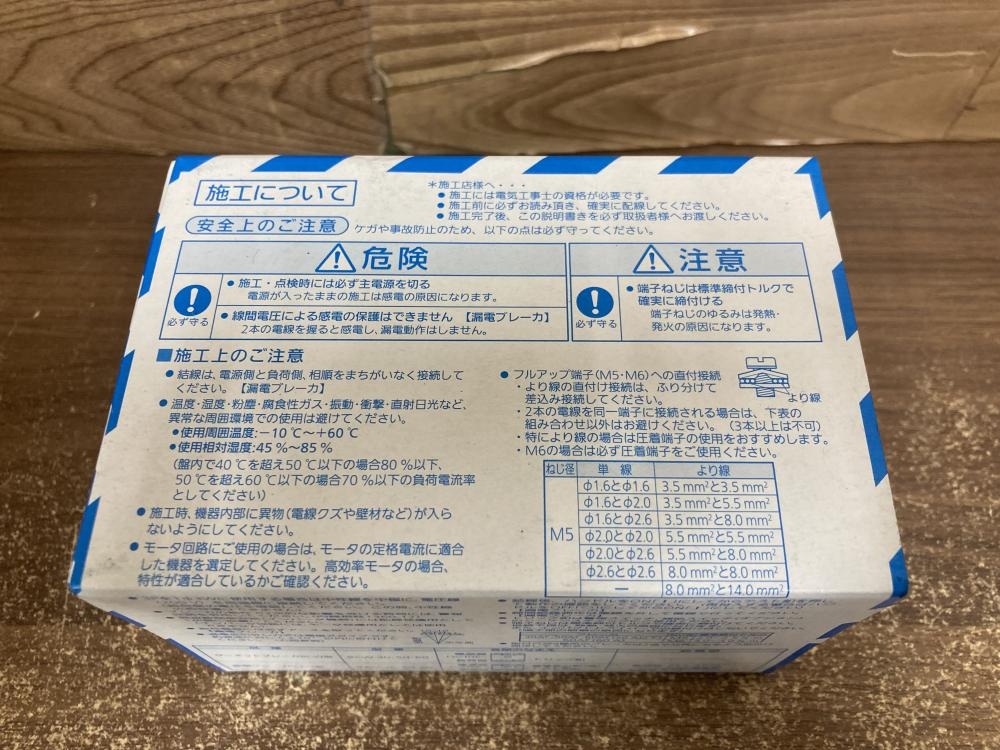 施工について
＊施工店様へ・・・
● 施工には電気工事士の資格が必要です。
● 施工前に必ずお読み頂き、確実に配線してください。
● 施工完了後、この説明書きを必ず取扱者様へお渡しください。
安全上のご注意
ケガや事故防止のため、以下の点は必ず守ってください。
危険
必ず守る
● 施工・点検時には必ず主電源を切る
電源が入ったままの施工は感電の原因になります。
● 線間電圧による感電の保護はできません 【漏電ブレーカ】
2本の電線を握ると感電し、漏電動作はしません。
注意
必ず守る
● 端子ねじは標準締付トルクで
確実に締付ける
端子ねじのゆるみは発熱・
発火の原因になります。
■施工上のご注意
● 結線は、電源側と負荷側、相順をまちがいなく接続して
ください。【漏電ブレーカ】
● 温度・湿度・粉塵・腐食性ガス・振動・衝撃・直射日光など、
異常な周囲環境での使用は避けてください。
●使用周囲温度：−10℃〜＋60℃
●使用相対湿度：45％〜85％
（盤内で40℃を超え50℃以下の場合80％以下、
50℃を超え60℃以下の場合70％以下の負荷電流率
としてください）
● 施工時、機器内部に異物（電線クズや壁材など）が入ら
ないようにしてください。
● モータ回路にご使用の場合は、モータの定格電流に適合
した機器を選定してください。高効率モータの場合、
特性が適合しているかご確認ください。
● フルアップ端子（M5・M6）への直付接続
・より線の直付け接続は、ふり分けて
差込み接続してください。
より線
・2本の電線を同一端子に接続される場合は、下表の
組み合わせ以外はお避けください。（3本以上は不可）
・特により線の場合は圧着端子の使用をおすすめします。
・M6の場合は必ず圧着端子をご使用ください。
ねじ径 単線 より線
M5
φ1.6とφ1.6 3.5mm²と3.5mm²
φ1.6とφ2.0 3.5mm²と5.5mm²
φ1.6とφ2.6 3.5mm²と8.0mm²
φ2.0とφ2.0 5.5mm²と5.5mm²
φ2.0とφ2.6 5.5mm²と8.0mm²
φ2.6とφ2.6 8.0mm²と8.0mm²
− 8.0mm²と14.0mm²